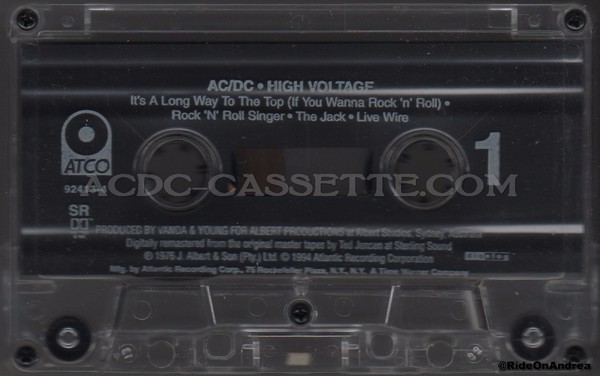 AC/DC • HIGH VOLTAGE
It's A Long Way To The Top (If You Wanna Rock 'n' Roll) •
Rock 'N' Roll Singer • The Jack • Live Wire
ATCO
1
92413-4
ACDC-CASSETTE.COM
SR
PRODUCED BY VANDA & YOUNG FOR ALBERT PRODUCTIONS at Albert Studios, Sydney, Australia
Digitally remastered from the original master tapes by Ted Jensen at Sterling Sound
℗ 1976 J. Albert & Son (Pty.) Ltd. © 1994 Atlantic Recording Corporation
Mfg. by Atlantic Recording Corp., 75 Rockefeller Plaza, N.Y., N.Y. A Time Warner Company
@RideOnAndrea